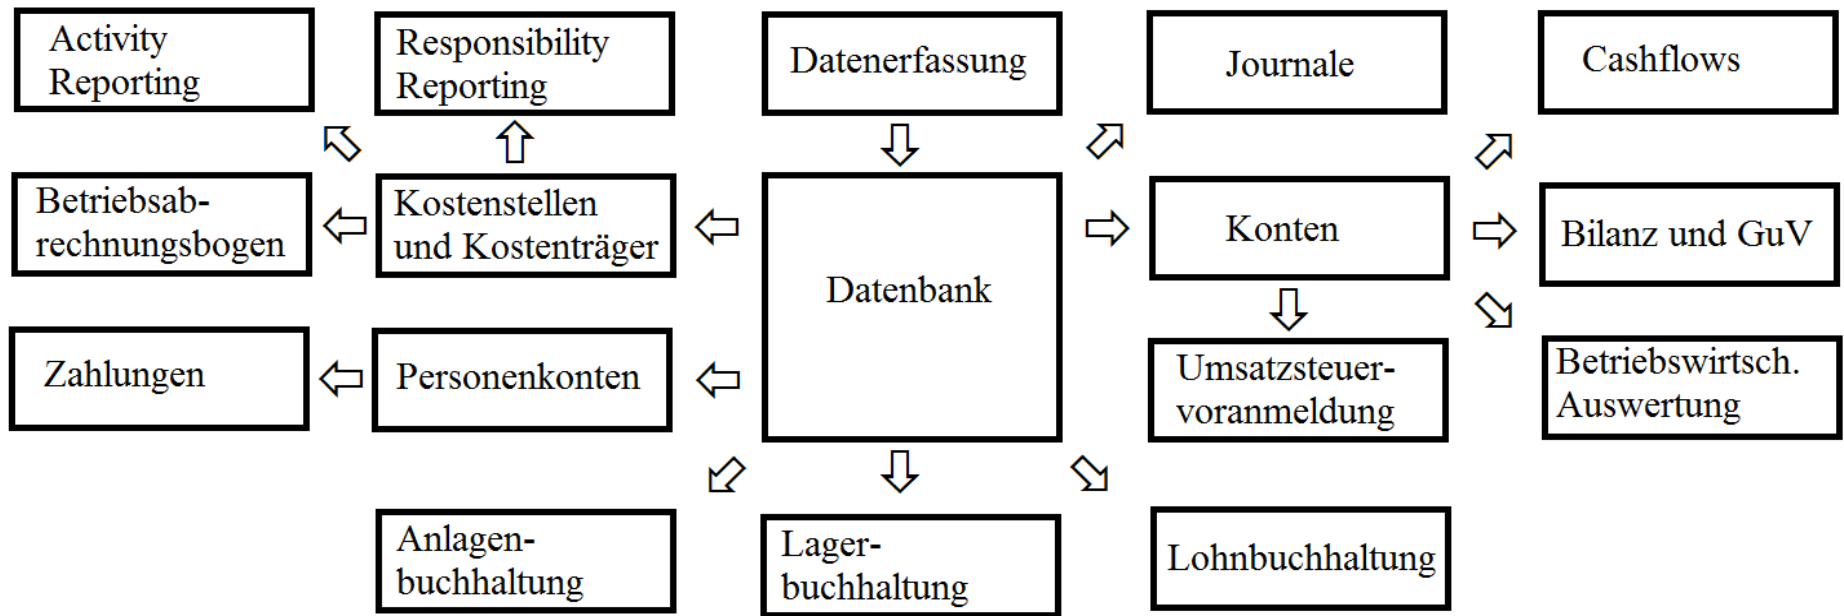 Activity
Reporting
Responsibility
Reporting
Datenerfassung
Journale
Cashflows
Betriebsab-
rechnungsbogen
Kostenstellen
und Kostenträger
Datenbank
Konten
Bilanz und GuV
Zahlungen
Personenkonten
Umsatzsteuer-
voranmeldung
Betriebswirtsch.
Auswertung
Anlagen-
buchhaltung
Lager-
buchhaltung
Lohnbuchhaltung